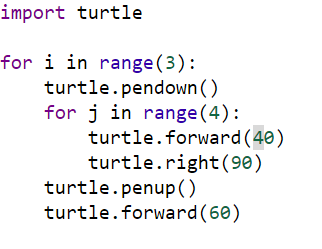 import turtle

for i in range(3):
    turtle.pendown()
    for j in range(4):
        turtle.forward(40)
        turtle.right(90)
    turtle.penup()
    turtle.forward(60)